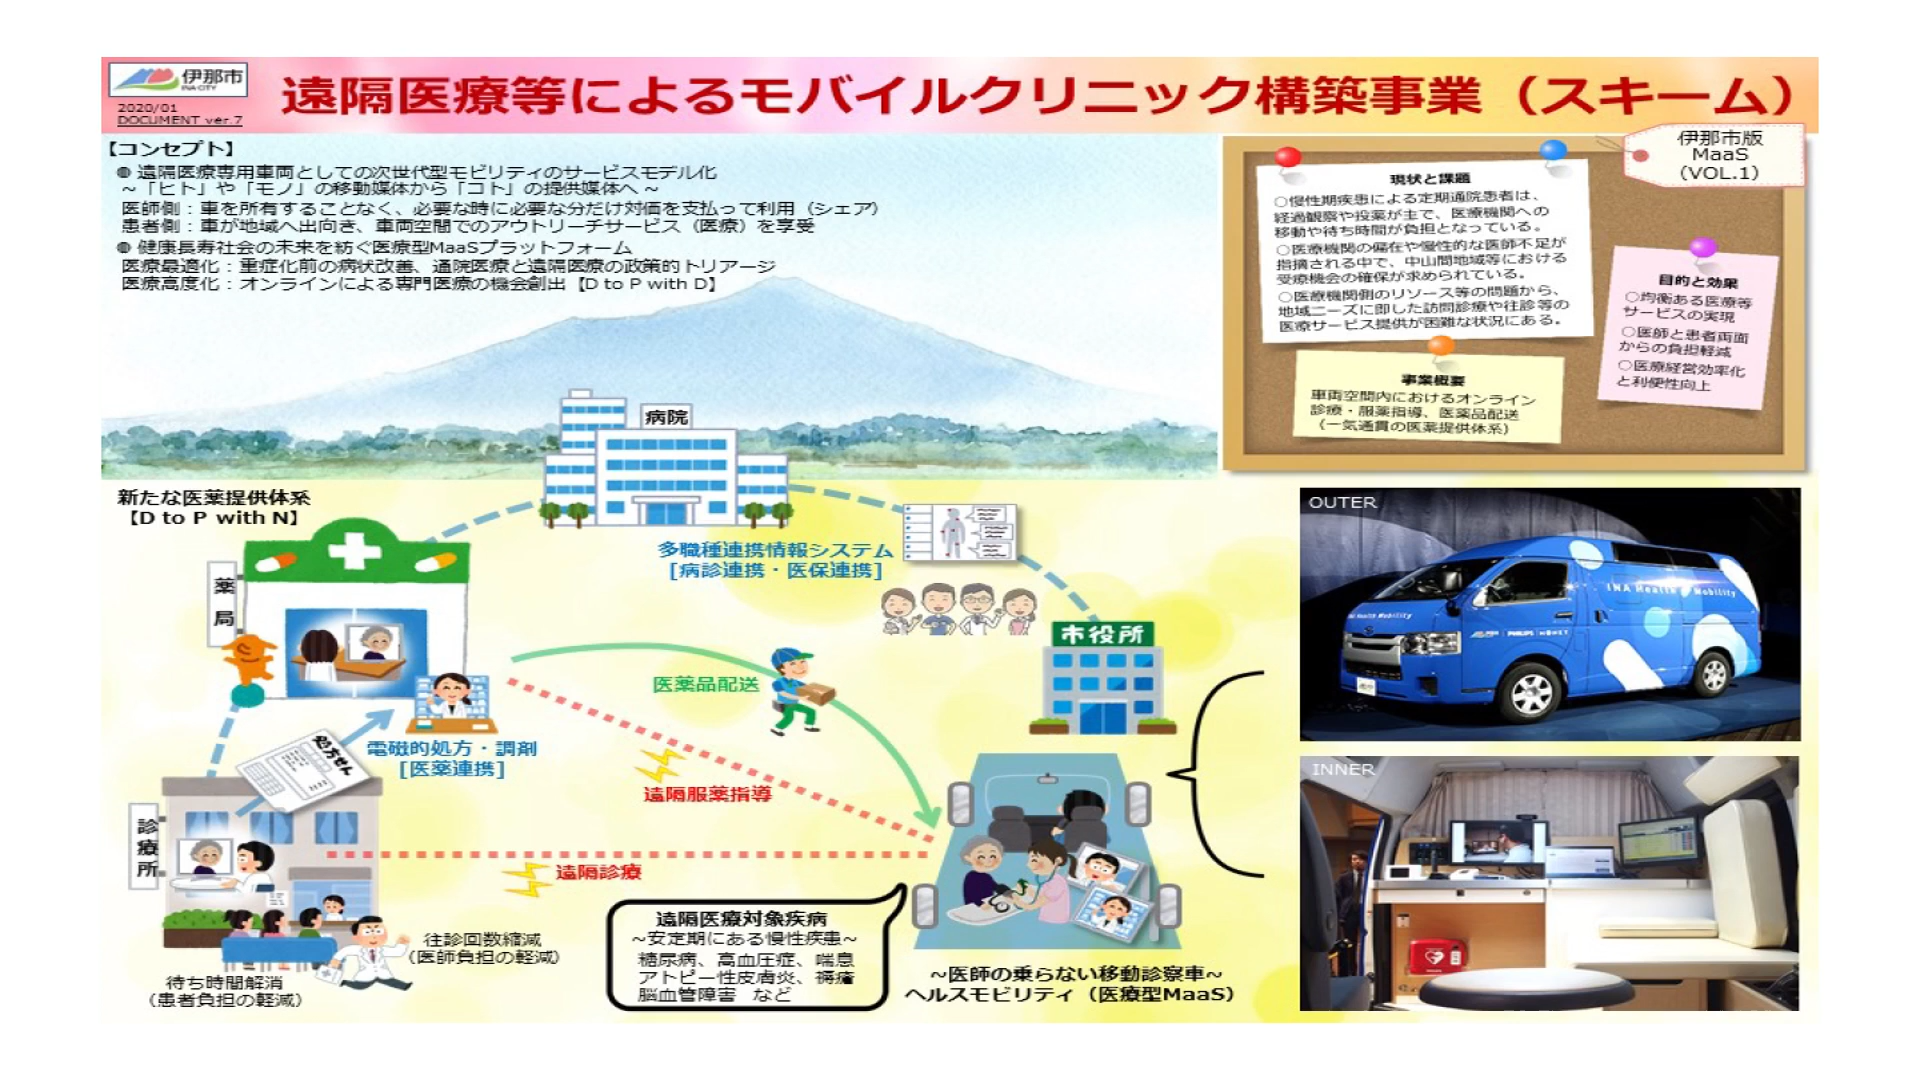 伊那市
INA CITY
2020/01
DOCUMENT ver.7
遠隔医療等によるモバイルクリニック構築事業（スキーム）
伊那市版
MaaS
（VOL.1）
【コンセプト】
● 遠隔医療専用車両としての次世代型モビリティのサービスモデル化
～「ヒト」や「モノ」の移動媒体から「コト」の提供媒体へ～
医師側：車を所有することなく、必要な時に必要な分だけ対価を支払って利用（シェア）
患者側：車が地域へ出向き、車両空間でのアウトリーチサービス（医療）を享受
● 健康長寿社会の未来を紡ぐ医療型MaaSプラットフォーム
医療最適化：重症化前の病状改善、通院医療と遠隔医療の政策的トリアージ
医療高度化：オンラインによる専門医療の機会創出【D to P with D】
現状と課題
○慢性期疾患による定期通院患者は、
経過観察や投薬が主で、医療機関への
移動や待ち時間が負担となっている。
○医療機関の偏在や慢性的な医師不足が
指摘される中で、中山間地域等における
受療機会の確保が求められている。
○医療機関側のリソース等の問題から、
地域ニーズに即した訪問診療や往診等の
医療サービス提供が困難な状況にある。
目的と効果
○均衡ある医療等
サービスの実現
○医師と患者両面
からの負担軽減
○医療経営効率化
と利便性向上
事業概要
車両空間内におけるオンライン
診療・服薬指導、医薬品配送
（一気通貫の医薬提供体系）
病院
新たな医薬提供体系
【D to P with N】
多職種連携情報システム
[病診連携・医保連携]
薬局
市役所
医薬品配送
処方せん
電磁的処方・調剤
[医薬連携]
遠隔服薬指導
診療所
遠隔診療
遠隔医療対象疾病
~安定期にある慢性疾患~
糖尿病、高血圧症、喘息
アトピー性皮膚炎、褥瘡
脳血管障害 など
往診回数縮減
（医師負担の軽減）
待ち時間解消
（患者負担の軽減）
~医師の乗らない移動診察車~
ヘルスモビリティ（医療型MaaS）
OUTER
INA Health Mobility
Health Mobility
PHILIPS
MONET
INNER